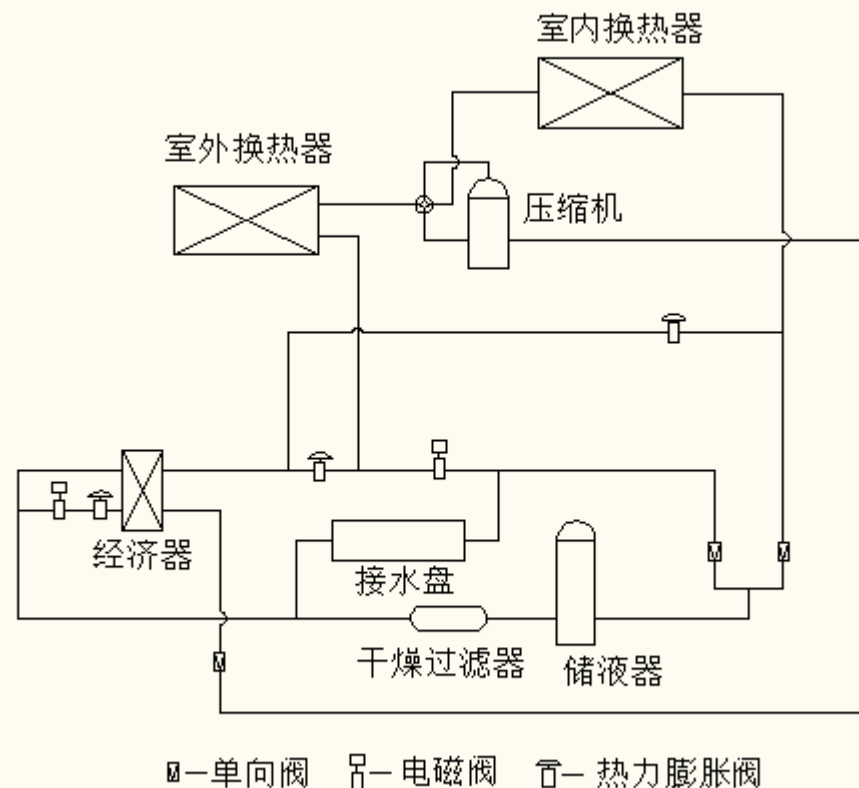 室内换热器
室外换热器
压缩机
经济器
接水盘
干燥过滤器
储液器
—单向阀 — 电磁阀 — 热力膨胀阀